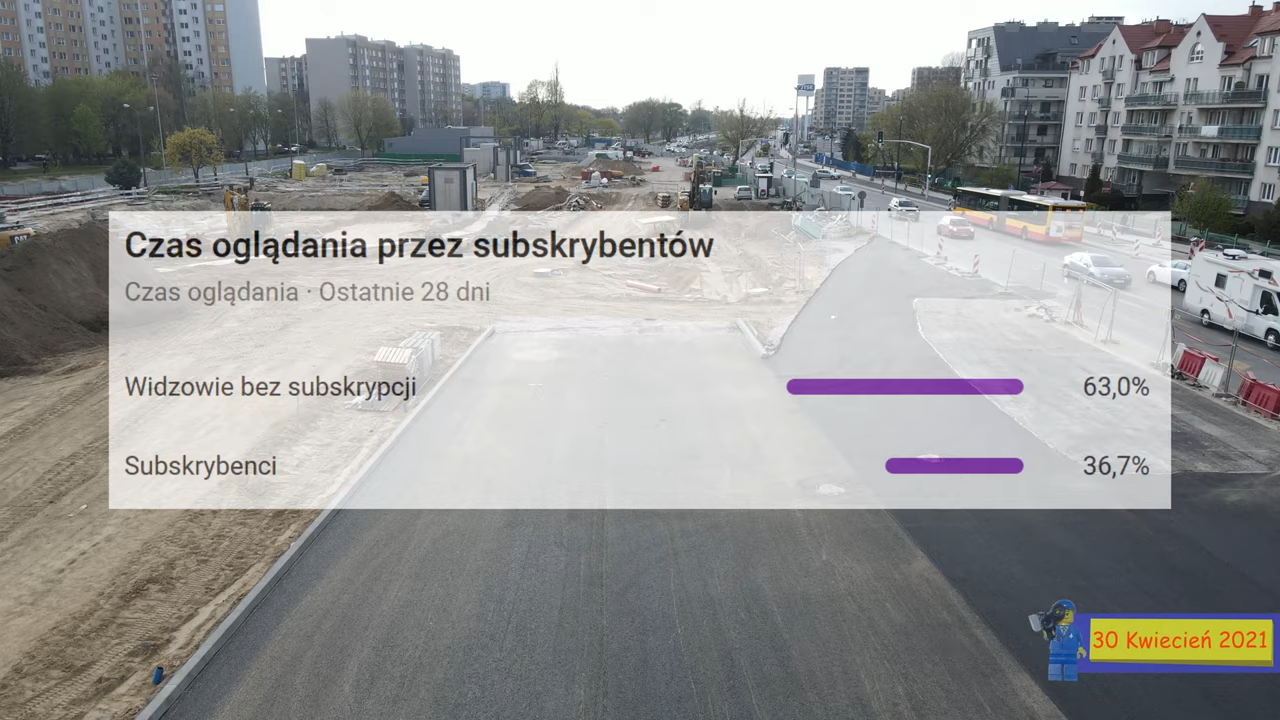 Czas oglądania przez subskrybentów
Czas oglądania · Ostatnie 28 dni
Widzowie bez subskrypcji 63,0%
Subskrybenci 36,7%
30 Kwiecień 2021